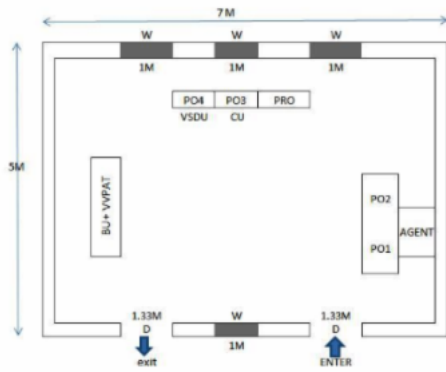 7M
W W W
1M 1M 1M
PO4 PO3 PRO
VSDU CU
5M
BU+ VVPAT
PO2
AGENT
PO1
1.33M W 1.33M
D D
1M
exit ENTER